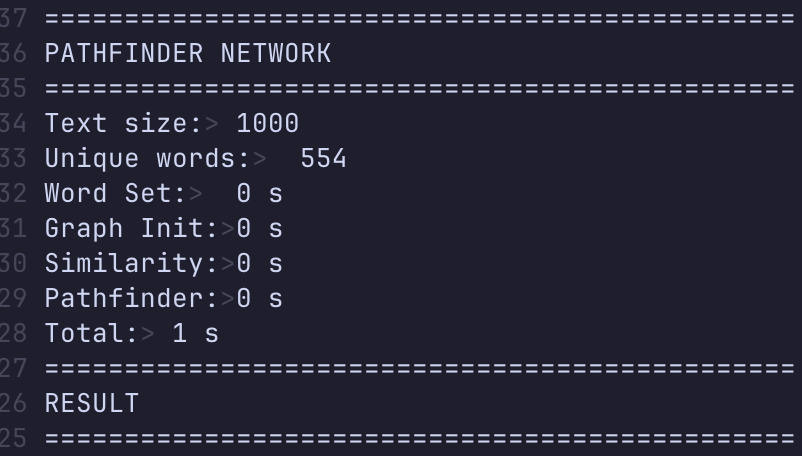 37 ===============================================
36 PATHFINDER NETWORK
35 ===============================================
34 Text size:> 1000
33 Unique words:>  554
32 Word Set:>  0 s
31 Graph Init:>0 s
30 Similarity:>0 s
29 Pathfinder:>0 s
28 Total:> 1 s
27 ===============================================
26 RESULT
25 ===============================================